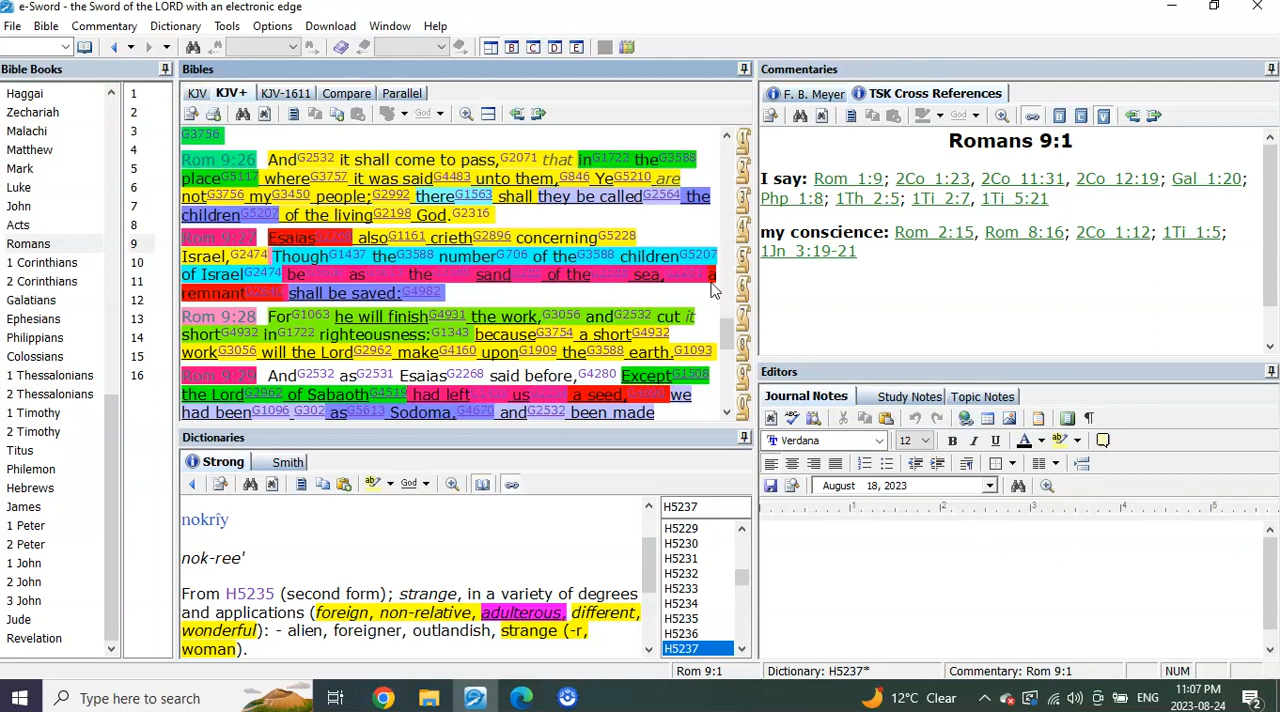 e-Sword - the Sword of the LORD with an electronic edge
File Bible Commentary Dictionary Tools Options Download Window Help
God
B C D E
Bible Books
Haggai
Zechariah
Malachi
Matthew
Mark
Luke
John
Acts
Romans
1 Corinthians
2 Corinthians
Galatians
Ephesians
Philippians
Colossians
1 Thessalonians
2 Thessalonians
1 Timothy
2 Timothy
Titus
Philemon
Hebrews
James
1 Peter
2 Peter
1 John
2 John
3 John
Jude
Revelation
1
2
3
4
5
6
7
8
9
10
11
12
13
14
15
16
Bibles
KJV KJV+ KJV-1611 Compare Parallel
G3756
Rom 9:26 And G2532 it shall come to pass, G2071 that in G1722 the G3588
place G5117 where G3757 it was said G4483 unto them, G846 Ye G5210 are
not G3756 my G3450 people; G2992 there G1563 shall they be called G2564 the
children G5207 of the living G2198 God. G2316
Rom 9:27 Esaias also G1161 crieth G2896 concerning G5228
Israel, G2474 Though G1437 the G3588 number G706 of the G3588 children G5207
of Israel G2474 be as the sand of the sea, a
remnant shall be saved: G4982
Rom 9:28 For G1063 he will finish G4931 the work, G3056 and G2532 cut it
short G4932 in G1722 righteousness: G1343 because G3754 a short G4932
work G3056 will the Lord G2962 make G4160 upon G1909 the G3588 earth. G1093
Rom 9:29 And G2532 as G2531 Esaias G2268 said before, G4280 Except G1508
the Lord G2962 of Sabaoth G4519 had left us a seed, we
had been G1096 G302 as G5613 Sodoma, G4670 and G2532 been made
Dictionaries
Strong Smith
God
nokrîy
nok-ree'
From H5235 (second form); strange, in a variety of degrees
and applications (foreign, non-relative, adulterous, different,
wonderful): - alien, foreigner, outlandish, strange (-r,
woman).
H5237
H5229
H5230
H5231
H5232
H5233
H5234
H5235
H5236
H5237
Commentaries
F. B. Meyer TSK Cross References
God
Romans 9:1
I say: Rom 1:9; 2Co 1:23, 2Co 11:31, 2Co 12:19; Gal 1:20;
Php 1:8; 1Th 2:5; 1Ti 2:7, 1Ti 5:21
my conscience: Rom 2:15, Rom 8:16; 2Co 1:12; 1Ti 1:5;
1Jn 3:19-21
Editors
Journal Notes Study Notes Topic Notes
Verdana 12 B I U A
August 18, 2023
1 2 3 4 5
Rom 9:1 Dictionary: H5237* Commentary: Rom 9:1 NUM
Type here to search
12°C Clear ENG
11:07 PM
2023-08-24
2